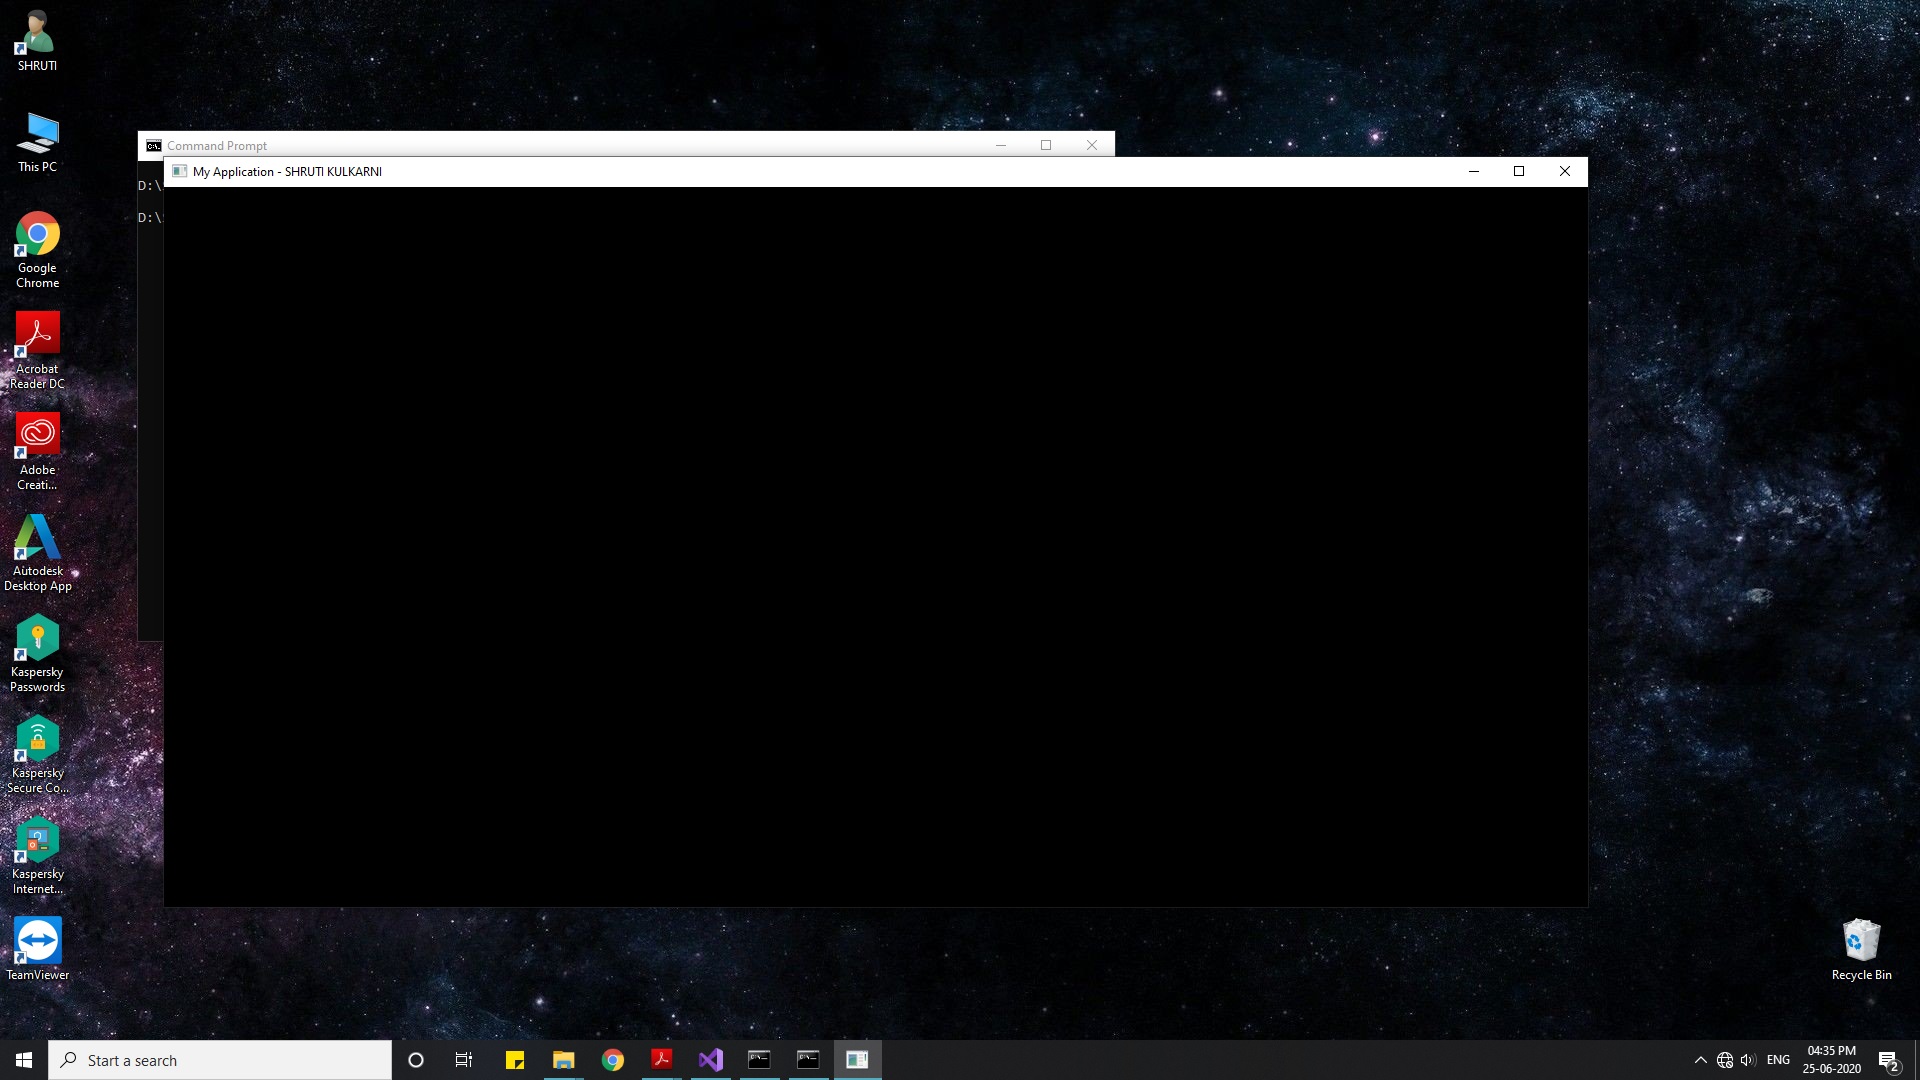 SHRUTI
This PC
Google
Chrome
Acrobat
Reader DC
Adobe
Creati...
Autodesk
Desktop App
Kaspersky
Passwords
Kaspersky
Secure Co...
Kaspersky
Internet...
TeamViewer
Command Prompt
D:\
D:\
My Application - SHRUTI KULKARNI
Recycle Bin
Start a search
ENG
04:35 PM
25-06-2020
2